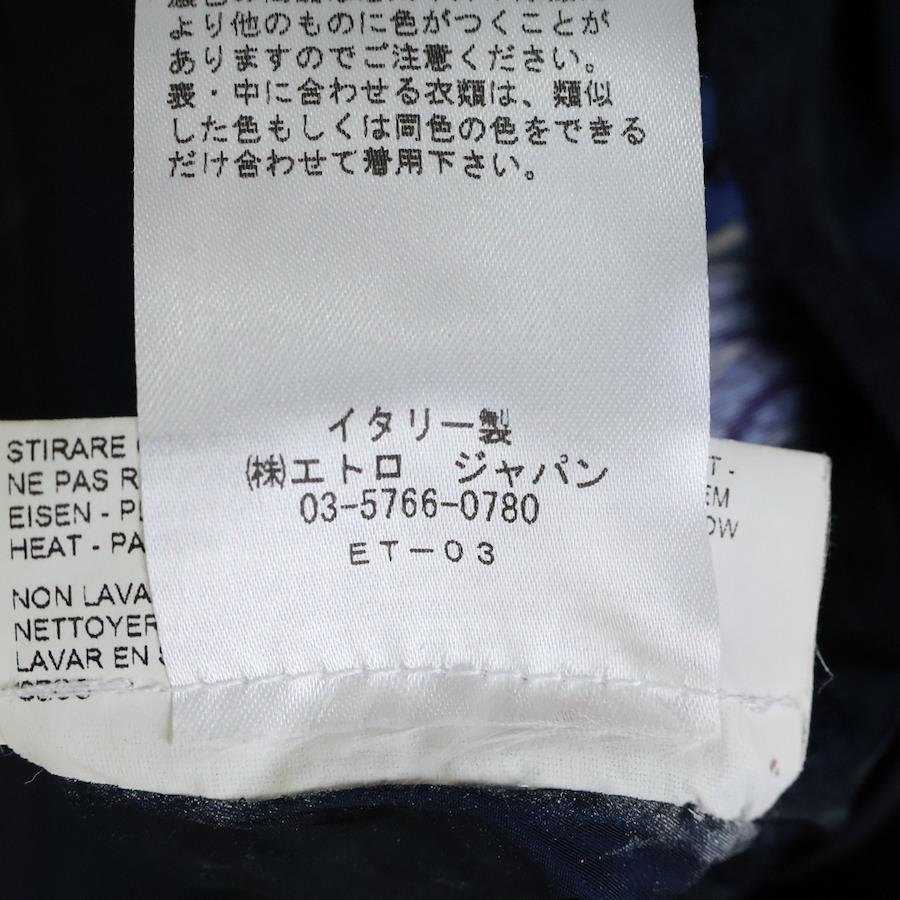 より他のものに色がつくことが
ありますのでご注意ください。
表・中に合わせる衣類は、類似
した色もしくは同色の色をできる
だけ合わせて着用下さい。
イタリー製
㈱エトロ ジャパン
03-5766-0780
ET-03
STIRARE
NE PAS R
EISEN - P
HEAT - PA
NON LAVA
NETTOYER
LAVAR EN S
T -
EM
OW